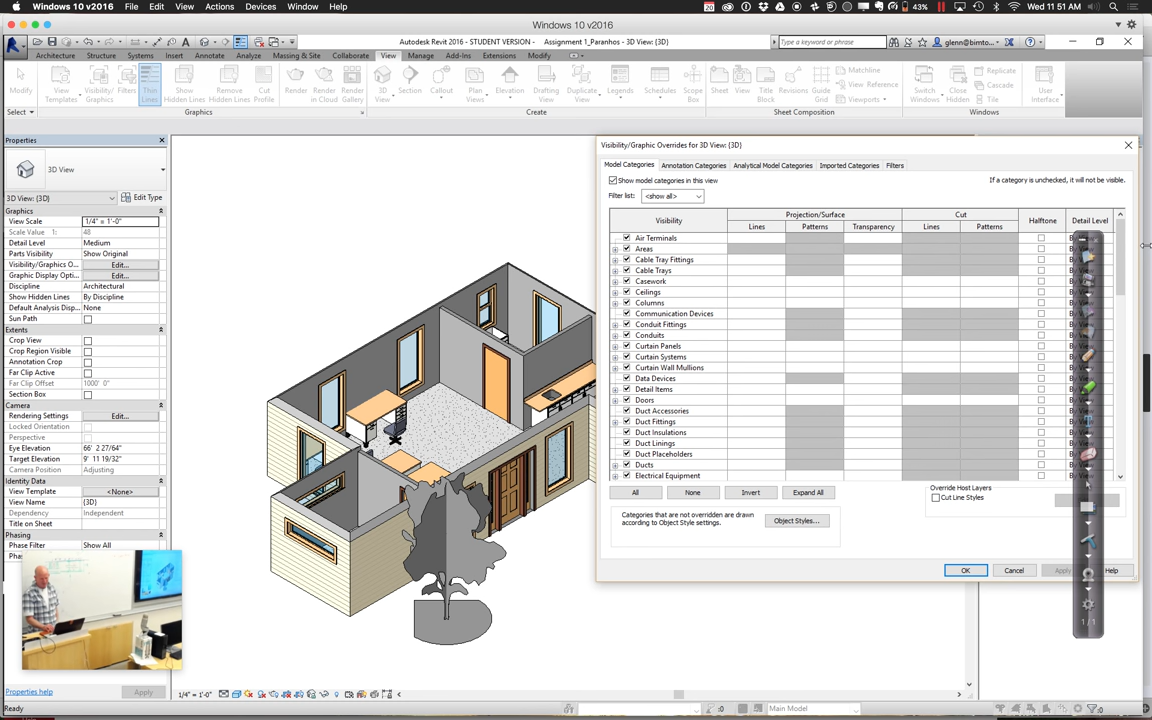 Windows 10 v2016 File Edit View Actions Devices Window Help 20 43% Wed 11 51 AM
Windows 10 v2016
Autodesk Revit 2016 - STUDENT VERSION - Assignment_1_Paranhos - 3D View: {3D} Type a keyword or phrase glenn@bimto...
Architecture Structure Systems Insert Annotate Analyze Massing & Site Collaborate View Manage Add-Ins Extensions Modify
Modify View Templates Visibility/ Graphics Filters Thin Lines Show Hidden Lines Remove Hidden Lines Cut Profile Render Render in Cloud Render Gallery 3D View Section Callout Plan Views Elevation Drafting View Duplicate View Legends Schedules Scope Box Sheet View Title Block Revisions Guide Grid Matchline View Reference Viewports Switch Windows Close Hidden Replicate Cascade Tile User Interface
Select Graphics Create Sheet Composition Windows
Properties
3D View
3D View: {3D} Edit Type
Graphics
View Scale 1/4" = 1'-0"
Scale Value 1: 48
Detail Level Medium
Parts Visibility Show Original
Visibility/Graphics O... Edit...
Graphic Display Opti... Edit...
Discipline Architectural
Show Hidden Lines By Discipline
Default Analysis Disp... None
Sun Path
Extents
Crop View
Crop Region Visible
Annotation Crop
Far Clip Active
Far Clip Offset 1000' 0"
Section Box
Camera
Rendering Settings Edit...
Locked Orientation
Perspective
Eye Elevation 66' 2 27/64"
Target Elevation 9' 11 19/32"
Camera Position Adjusting
Identity Data
View Template <None>
View Name {3D}
Dependency Independent
Title on Sheet
Phasing
Phase Filter Show All
Properties help Apply
Visibility/Graphic Overrides for 3D View: {3D}
Model Categories Annotation Categories Analytical Model Categories Imported Categories Filters
Show model categories in this view If a category is unchecked, it will not be visible.
Filter list: <show all>
Visibility Projection/Surface Cut Halftone Detail Level
Lines Patterns Transparency Lines Patterns
Air Terminals
Areas
Cable Tray Fittings
Cable Trays
Casework
Ceilings
Columns
Communication Devices
Conduit Fittings
Conduits
Curtain Panels
Curtain Systems
Curtain Wall Mullions
Data Devices
Detail Items
Doors
Duct Accessories
Duct Fittings
Duct Insulations
Duct Linings
Duct Placeholders
Ducts
Electrical Equipment
All None Invert Expand All
Override Host Layers
Cut Line Styles
Categories that are not overridden are drawn
according to Object Style settings.
Object Styles...
OK Cancel Apply Help
1 / 1
1/4" = 1'-0"
Ready :0 Main Model :0